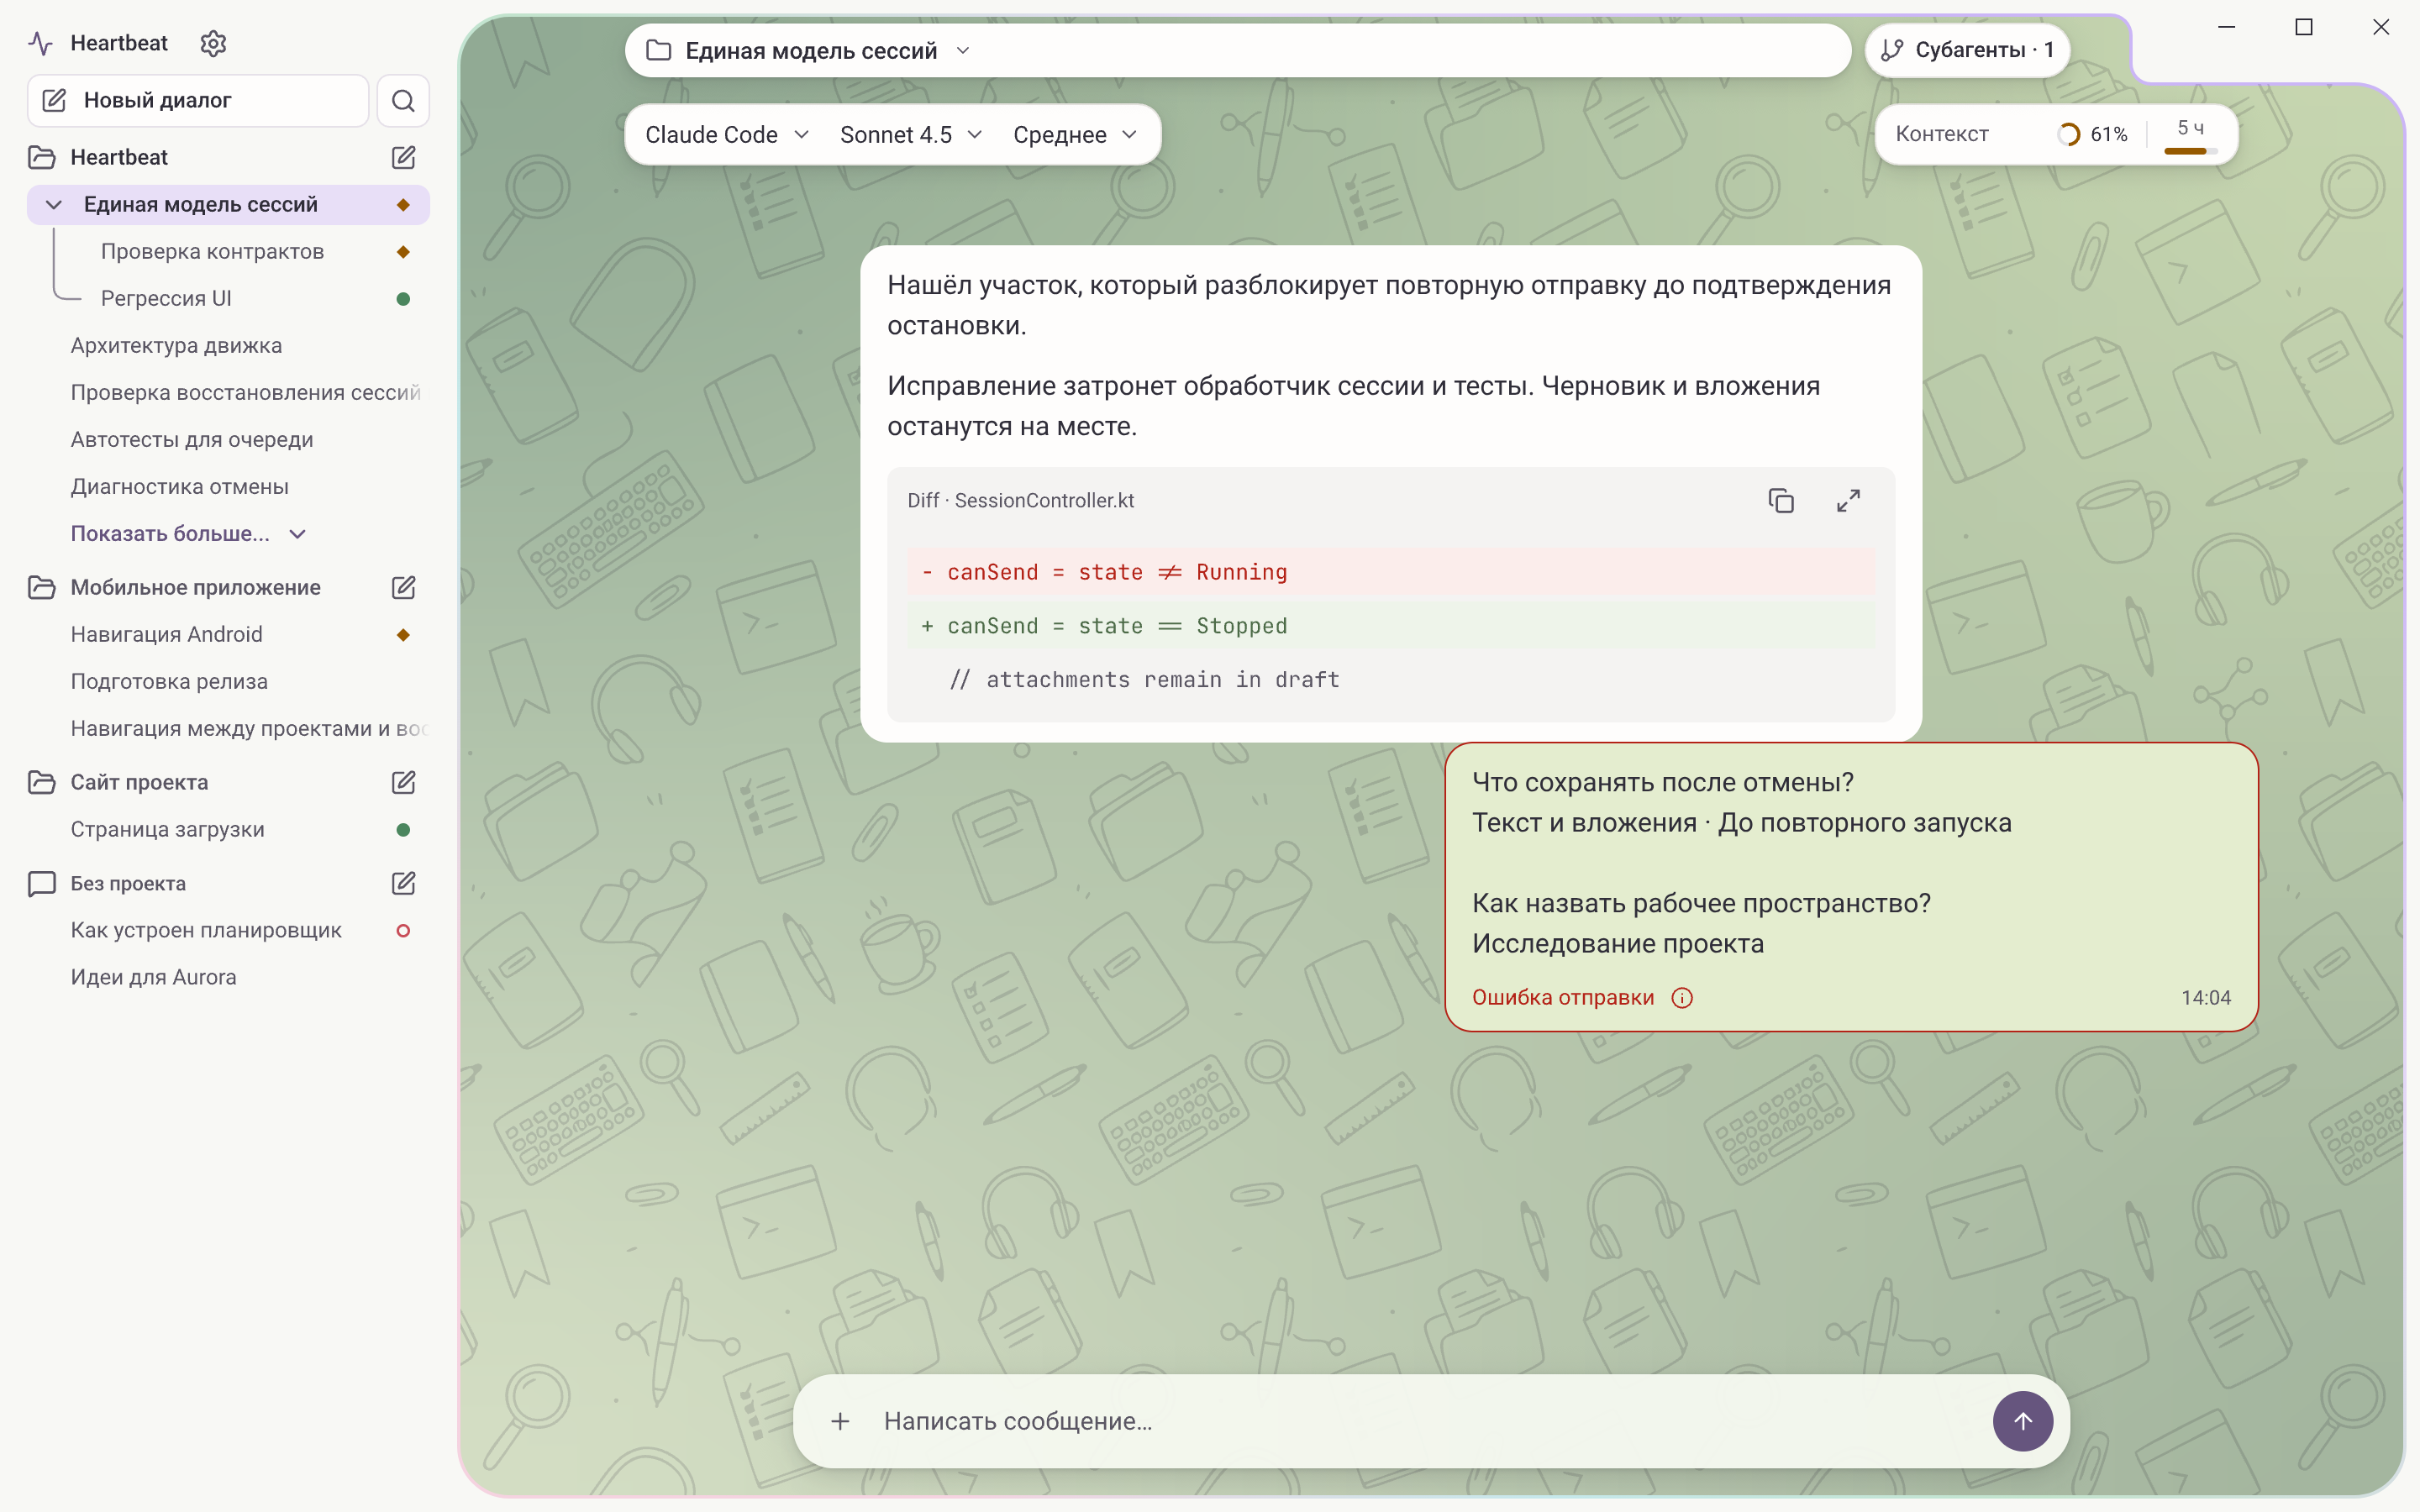 Heartbeat
Новый диалог
Heartbeat
Единая модель сессий
Проверка контрактов
Регрессия UI
Архитектура движка
Проверка восстановления сессий
Автотесты для очереди
Диагностика отмены
Показать больше...
Мобильное приложение
Навигация Android
Подготовка релиза
Навигация между проектами и вос
Сайт проекта
Страница загрузки
Без проекта
Как устроен планировщик
Идеи для Aurora
Единая модель сессий
Субагенты · 1
Claude Code
Sonnet 4.5
Среднее
Контекст
61%
5 ч
Нашёл участок, который разблокирует повторную отправку до подтверждения
остановки.
Исправление затронет обработчик сессии и тесты. Черновик и вложения
останутся на месте.
Diff · SessionController.kt
- canSend = state != Running
+ canSend = state == Stopped
// attachments remain in draft
Что сохранять после отмены?
Текст и вложения · До повторного запуска
Как назвать рабочее пространство?
Исследование проекта
Ошибка отправки
14:04
Написать сообщение...